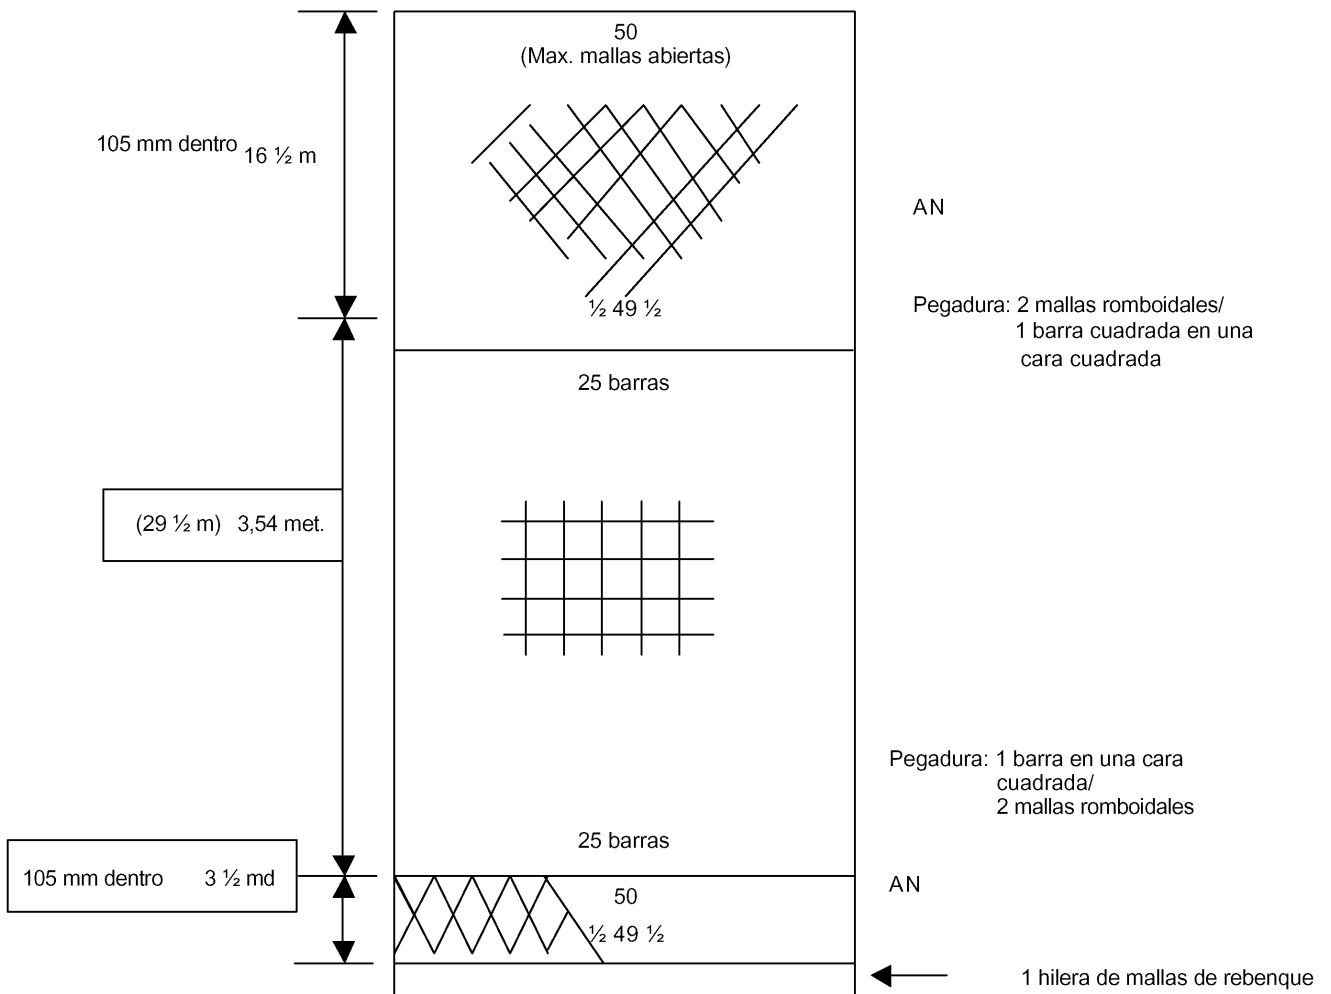 50
(Max. mallas abiertas)
105 mm dentro 16 ½ m
AN
½ 49 ½
Pegadura: 2 mallas romboidales/
1 barra cuadrada en una
cara cuadrada
25 barras
(29 ½ m) 3,54 met.
Pegadura: 1 barra en una cara
cuadrada/
2 mallas romboidales
25 barras
105 mm dentro 3 ½ md
50
AN
½ 49 ½
1 hilera de mallas de rebenque